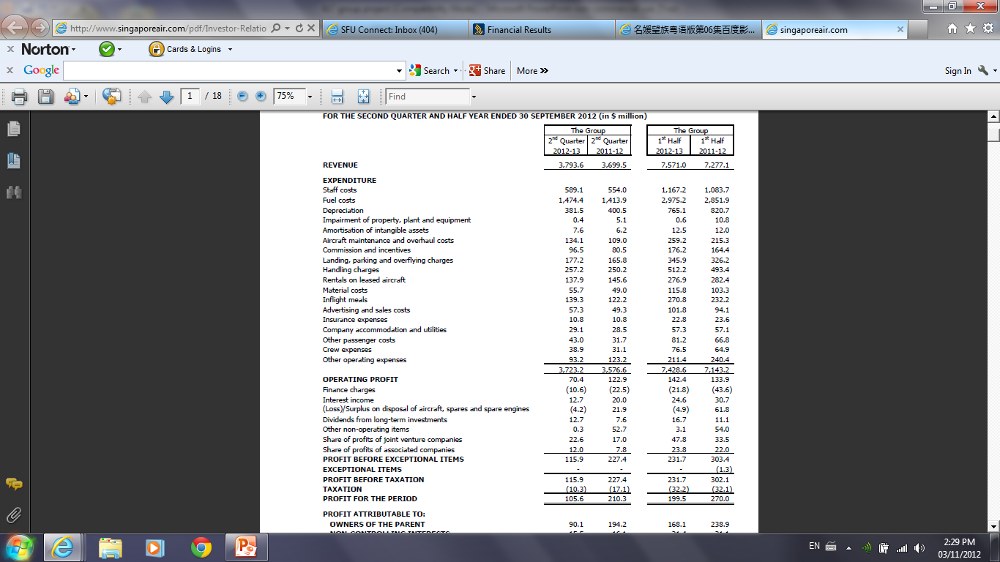 http://www.singaporeair.com/pdf/Investor-Relatio
SFU Connect: Inbox (404)
Financial Results
名媛望族粤语版第06集百度影...
singaporeair.com
x Norton
Cards & Logins
x Google
Search
Share
More »
Sign In
1 / 18
75%
Find
FOR THE SECOND QUARTER AND HALF YEAR ENDED 30 SEPTEMBER 2012 (in $ million)
The Group The Group
2nd Quarter 2nd Quarter 1st Half 1st Half
2012-13 2011-12 2012-13 2011-12
REVENUE 3,793.6 3,699.5 7,571.0 7,277.1
EXPENDITURE
Staff costs 589.1 554.0 1,167.2 1,083.7
Fuel costs 1,474.4 1,413.9 2,975.2 2,851.9
Depreciation 381.5 400.5 765.1 820.7
Impairment of property, plant and equipment 0.4 5.1 0.6 10.8
Amortisation of intangible assets 7.6 6.2 12.5 12.0
Aircraft maintenance and overhaul costs 134.1 109.0 259.2 215.3
Commission and incentives 96.5 80.5 176.2 164.4
Landing, parking and overflying charges 177.2 165.8 345.9 326.2
Handling charges 257.2 250.2 512.2 493.4
Rentals on leased aircraft 137.9 145.6 276.9 282.4
Material costs 55.7 49.0 115.8 103.3
Inflight meals 139.3 122.2 270.8 232.2
Advertising and sales costs 57.3 49.3 101.8 94.1
Insurance expenses 10.8 10.8 22.8 23.6
Company accommodation and utilities 29.1 28.5 57.3 57.1
Other passenger costs 43.0 31.7 81.2 66.8
Crew expenses 38.9 31.1 76.5 64.9
Other operating expenses 93.2 123.2 211.4 240.4
3,723.2 3,576.6 7,428.6 7,143.2
OPERATING PROFIT 70.4 122.9 142.4 133.9
Finance charges (10.6) (22.5) (21.8) (43.6)
Interest income 12.7 20.0 24.6 30.7
(Loss)/Surplus on disposal of aircraft, spares and spare engines (4.2) 21.9 (4.9) 61.8
Dividends from long-term investments 12.7 7.6 16.7 11.1
Other non-operating items 0.3 52.7 3.1 54.0
Share of profits of joint venture companies 22.6 17.0 47.8 33.5
Share of profits of associated companies 12.0 7.8 23.8 22.0
PROFIT BEFORE EXCEPTIONAL ITEMS 115.9 227.4 231.7 303.4
EXCEPTIONAL ITEMS - - - (1.3)
PROFIT BEFORE TAXATION 115.9 227.4 231.7 302.1
TAXATION (10.3) (17.1) (32.2) (32.1)
PROFIT FOR THE PERIOD 105.6 210.3 199.5 270.0
PROFIT ATTRIBUTABLE TO:
OWNERS OF THE PARENT 90.1 194.2 168.1 238.9
EN
2:29 PM
03/11/2012